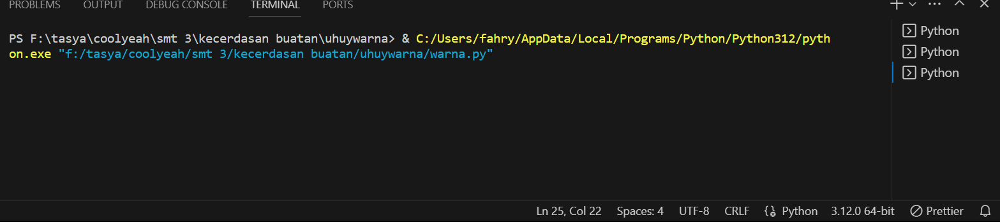 PROBLEMS OUTPUT DEBUG CONSOLE TERMINAL PORTS
PS F:\tasya\coolyeah\smt 3\kecerdasan buatan\uhuywarna> & C:/Users/fahry/AppData/Local/Programs/Python/Python312/pyth
on.exe "f:/tasya/coolyeah/smt 3/kecerdasan buatan/uhuywarna/warna.py"
Python
Python
Python
Ln 25, Col 22 Spaces: 4 UTF-8 CRLF Python 3.12.0 64-bit Prettier